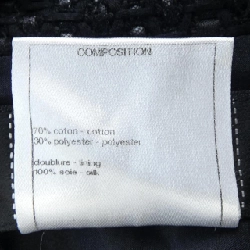 COMPOSITION
70% coton - cotton
30% polyester - polyester
doublure - lining
100% soie - silk